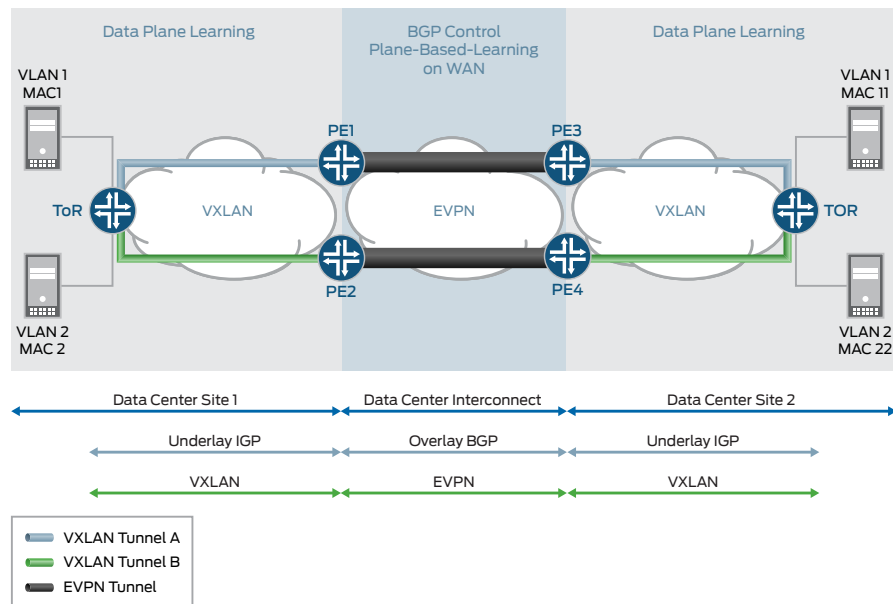 Data Plane Learning
BGP Control
Plane-Based-Learning
on WAN
Data Plane Learning
VLAN 1
MAC1
VLAN 1
MAC 11
PE1
PE3
ToR
VXLAN
EVPN
VXLAN
TOR
PE2
PE4
VLAN 2
MAC 2
VLAN 2
MAC 22
Data Center Site 1
Data Center Interconnect
Data Center Site 2
Underlay IGP
Overlay BGP
Underlay IGP
VXLAN
EVPN
VXLAN
VXLAN Tunnel A
VXLAN Tunnel B
EVPN Tunnel